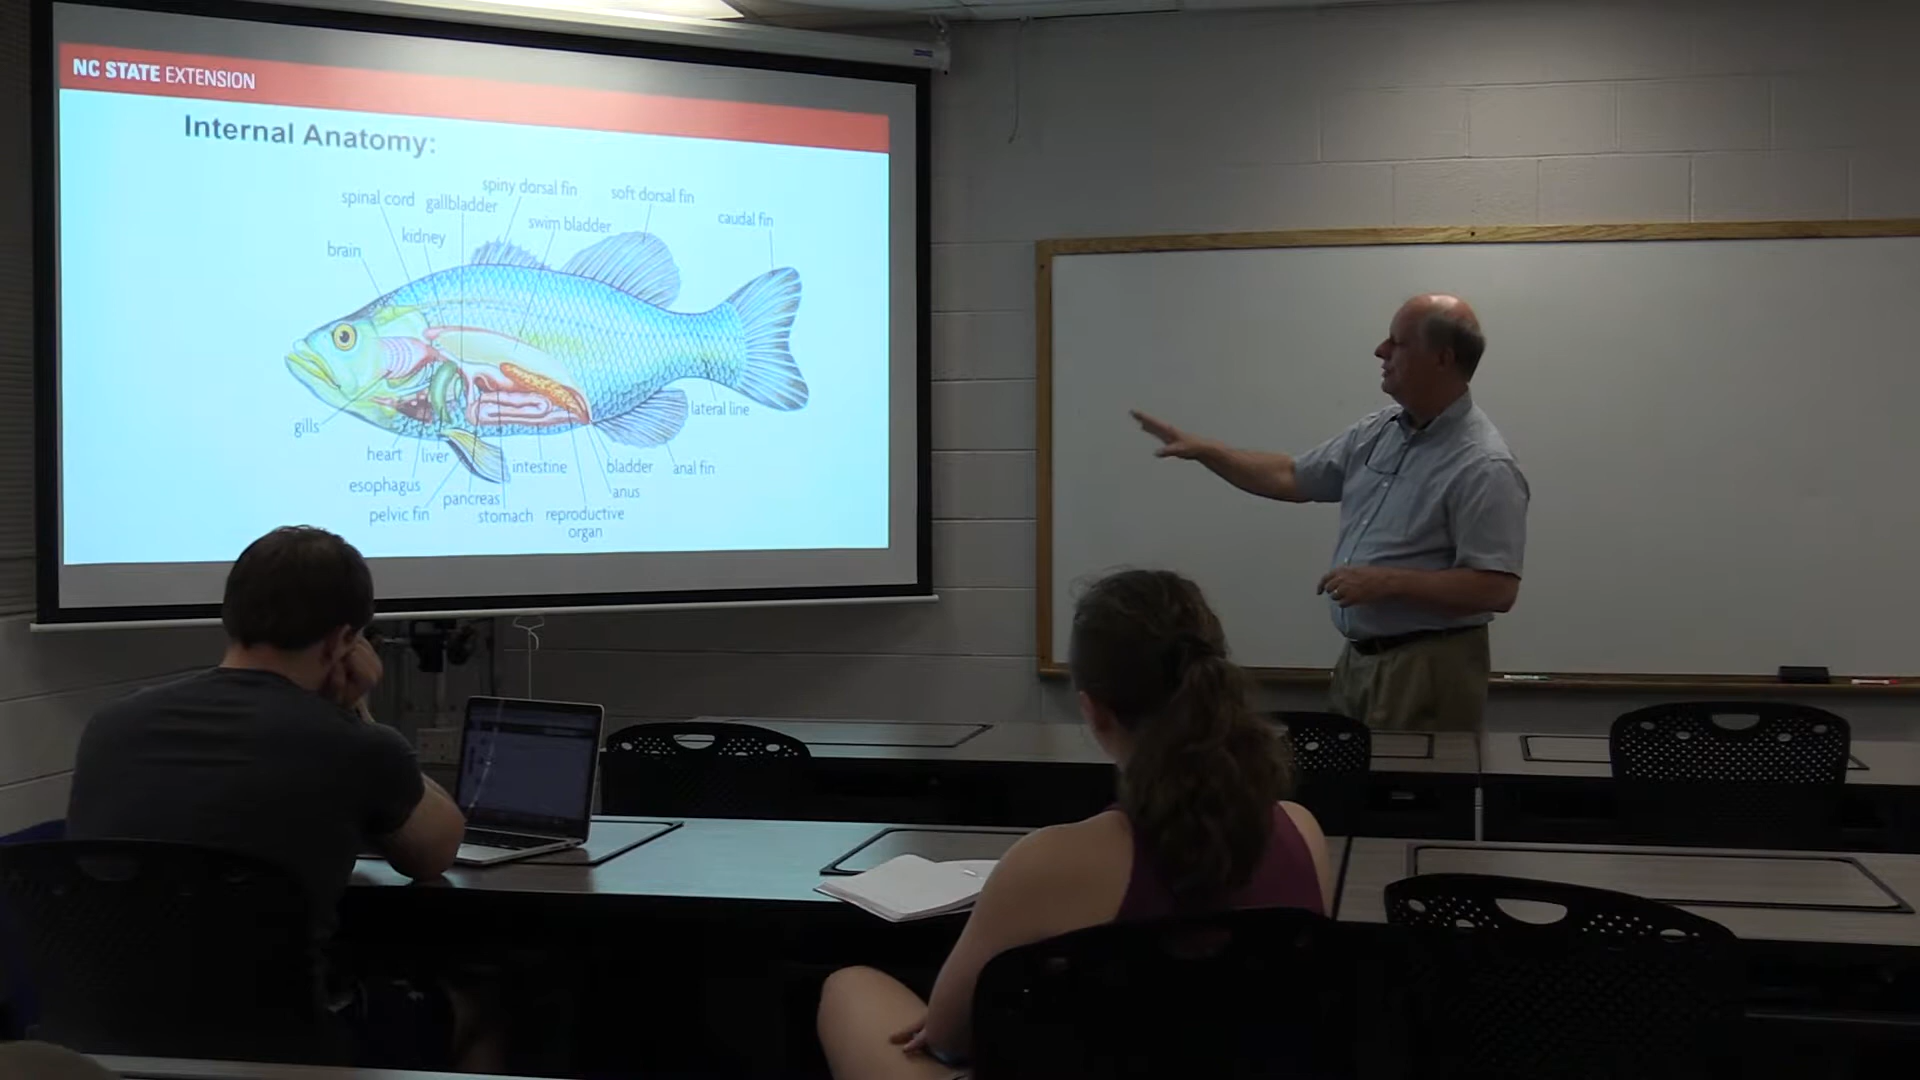 NC STATE EXTENSION
Internal Anatomy:
spiny dorsal fin
soft dorsal fin
spinal cord
gallbladder
caudal fin
swim bladder
kidney
brain
lateral line
gills
heart
liver
intestine
bladder
anal fin
esophagus
pancreas
anus
pelvic fin
stomach
reproductive
organ